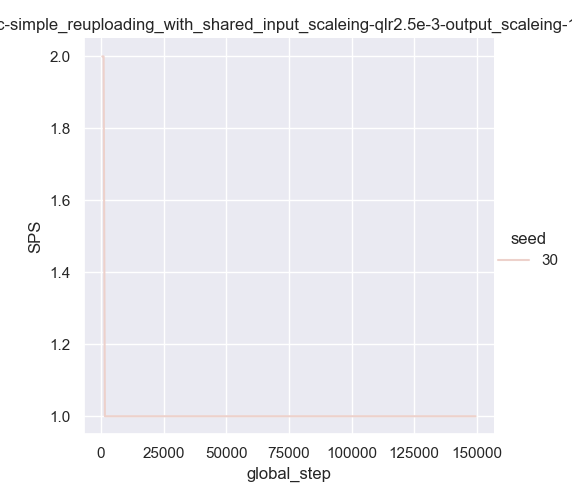 c-simple_reuploading_with_shared_input_scaleing-qlr2.5e-3-output_scaleing-1
2.0
1.8
1.6
1.4
1.2
1.0
SPS
0 25000 50000 75000 100000 125000 150000
global_step
seed
30